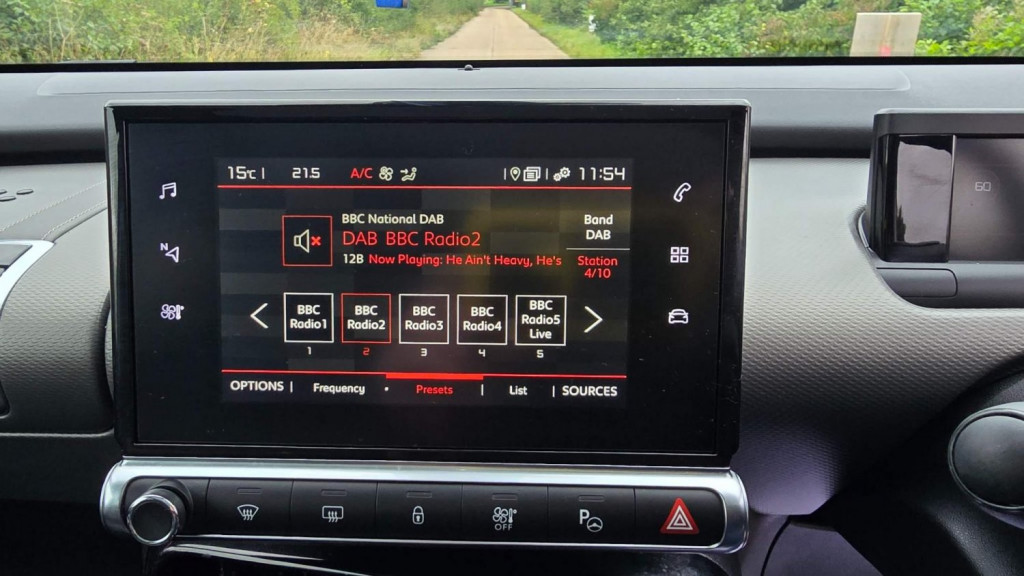 15°C | 21.5 A/C 11:54
BBC National DAB
DAB BBC Radio2
12B Now Playing: He Ain't Heavy, He's
Band
DAB
Station
4/10
BBC
Radio1
1
BBC
Radio2
2
BBC
Radio3
3
BBC
Radio4
4
BBC
Radio5
Live
5
OPTIONS | Frequency • Presets | List | SOURCES
N
60
OFF
P